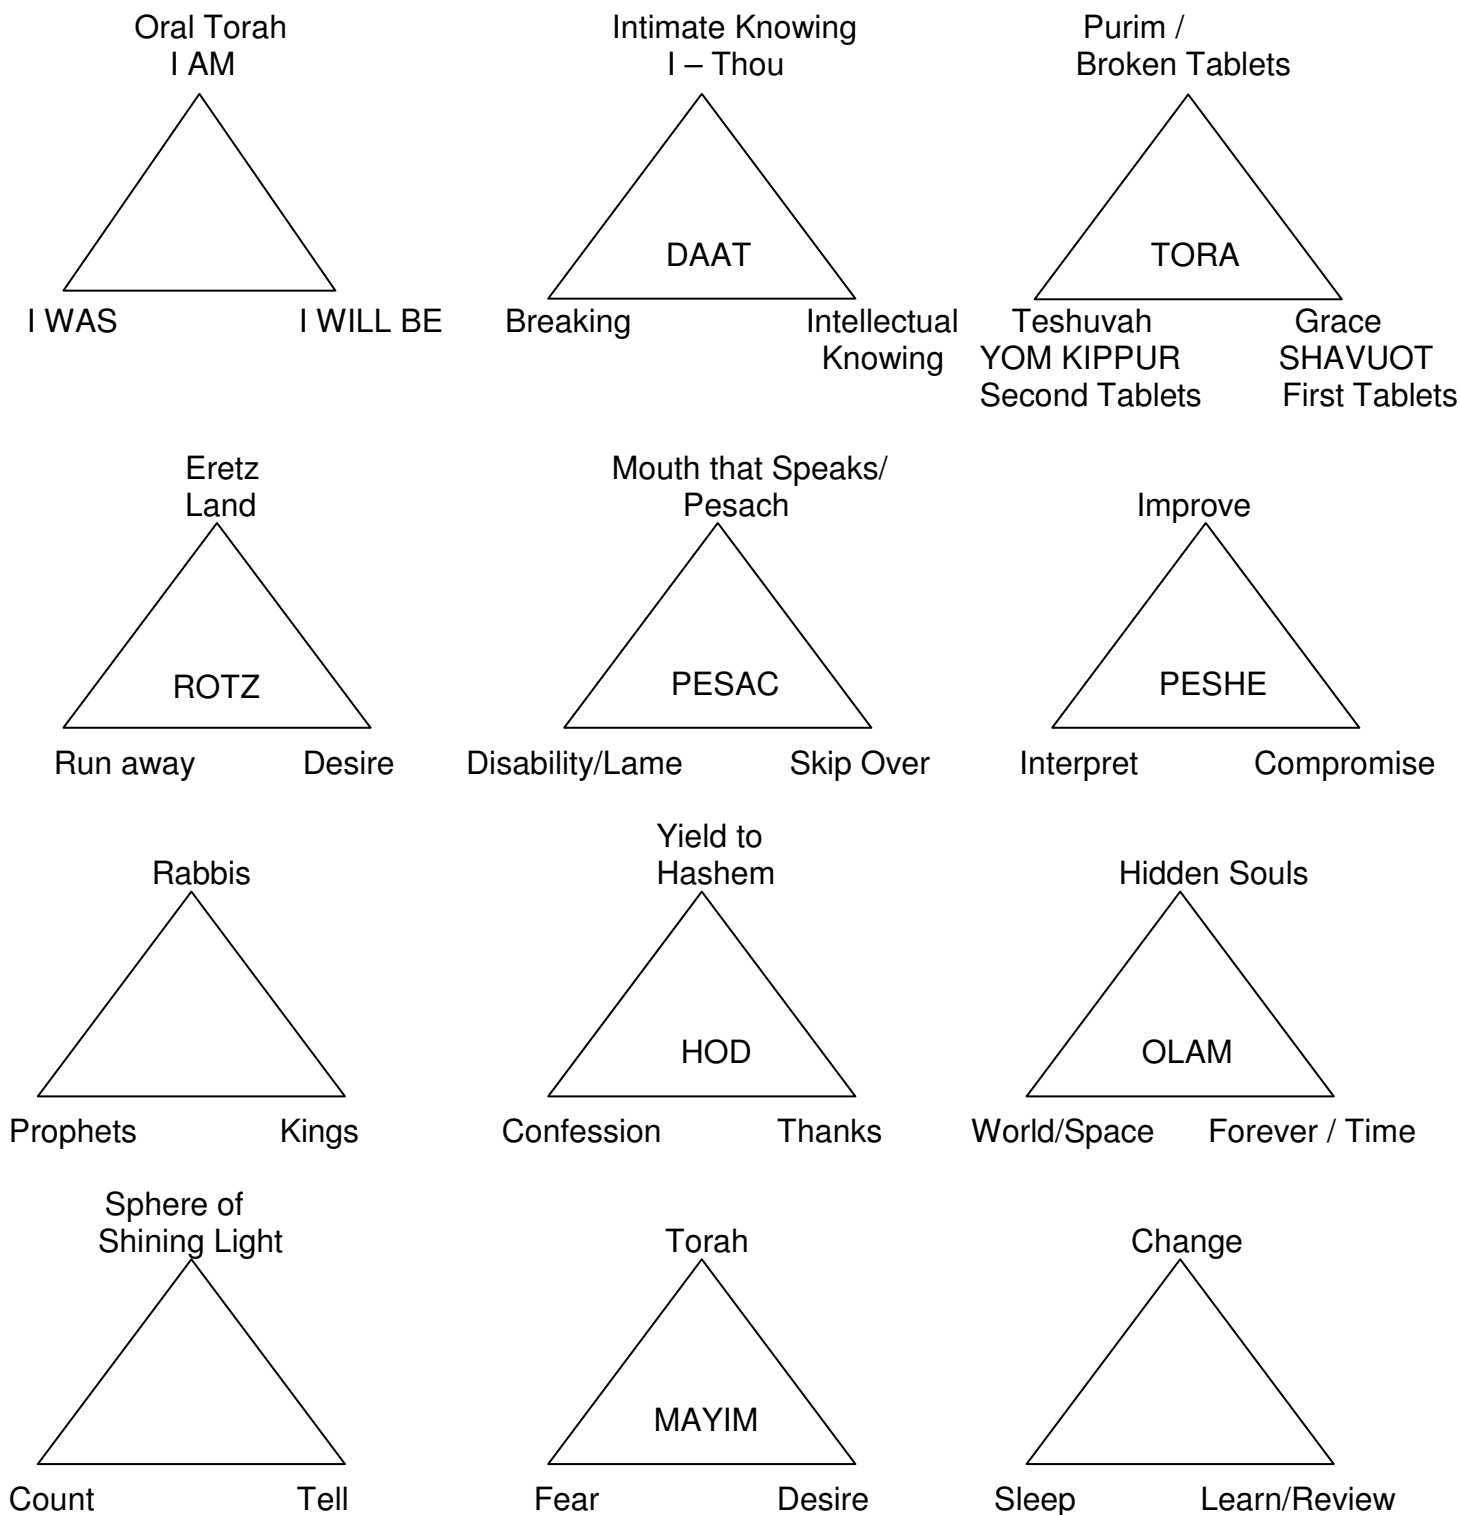 Oral Torah
I AM
I WAS
I WILL BE
Intimate Knowing
I – Thou
DAAT
Breaking
Intellectual
Knowing
Purim /
Broken Tablets
TORA
Teshuvah
YOM KIPPUR
Second Tablets
Grace
SHAVUOT
First Tablets
Eretz
Land
ROTZ
Run away
Desire
Mouth that Speaks/
Pesach
PESAC
Disability/Lame
Skip Over
Improve
PESHE
Interpret
Compromise
Rabbis
Prophets
Kings
Yield to
Hashem
HOD
Confession
Thanks
Hidden Souls
OLAM
World/Space
Forever / Time
Sphere of
Shining Light
Count
Tell
Torah
MAYIM
Fear
Desire
Change
Sleep
Learn/Review